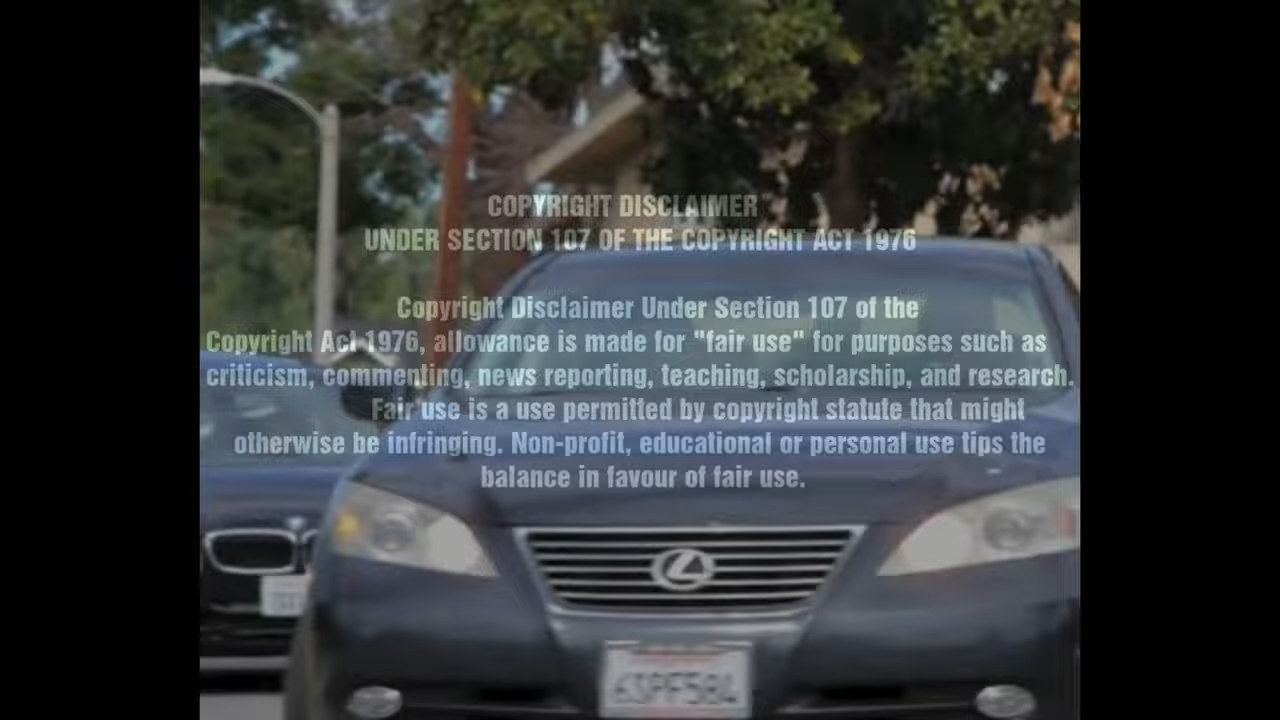 COPYRIGHT DISCLAIMER
UNDER SECTION 107 OF THE COPYRIGHT ACT 1976
Copyright Disclaimer Under Section 107 of the
Copyright Act 1976, allowance is made for "fair use" for purposes such as
criticism, commenting, news reporting, teaching, scholarship, and research.
Fair use is a use permitted by copyright statute that might
otherwise be infringing. Non-profit, educational or personal use tips the
balance in favour of fair use.